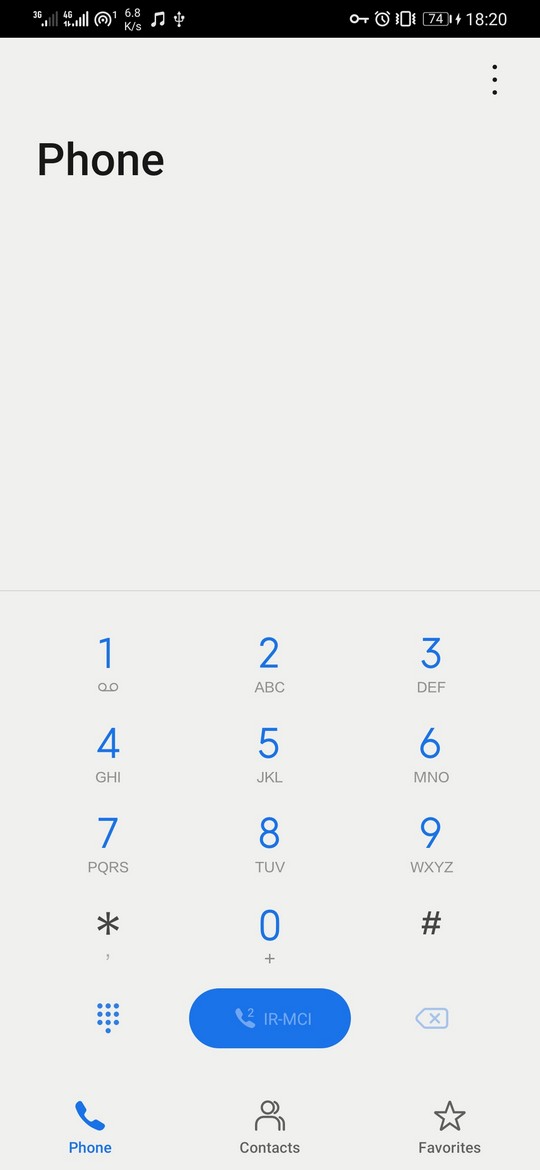 3G 4G 1 6.8 K/s 74 18:20
Phone
1 2 3
ABC DEF
4 5 6
GHI JKL MNO
7 8 9
PQRS TUV WXYZ
* 0 #
, +
2 IR-MCI
Phone Contacts Favorites